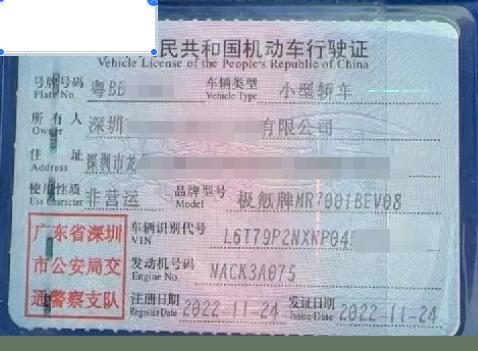 民共和国机动车行驶证
Vehicle License of the People's Republic of China
号牌号码 粤B 车辆类型 小型轿车
Plate No. Vehicle Type
所有人 深圳 有限公司
Owner
住址 深圳市龙
Address
使用性质 非营运 品牌型号 极氪牌MR7001BEV08
Use Character Model
广东省深圳
市公安局交
通警察支队
车辆识别代号 L6T79P2NXNP04
VIN
发动机号码 NACK3A075
Engine No.
注册日期 2022-11-24 发证日期 2022-11-24
Register Date Issue Date